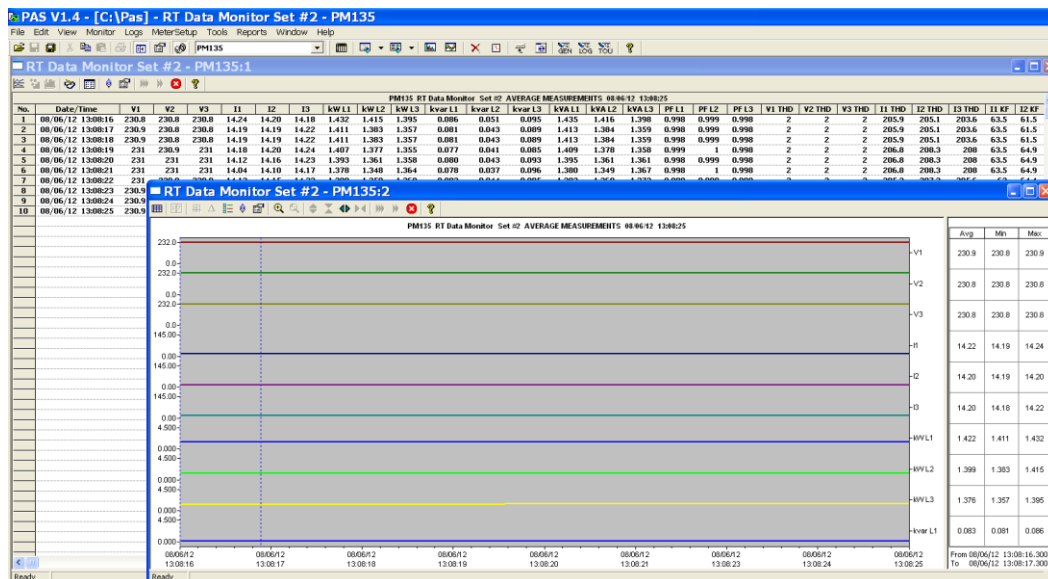 PAS V1.4 - [C:\Pas] - RT Data Monitor Set #2 - PM135
File Edit View Monitor Logs MeterSetup Tools Reports Window Help
PM135 GEN LOG TOU
RT Data Monitor Set #2 - PM135:1
PM135 RT Data Monitor Set #2 AVERAGE MEASUREMENTS 08/06/12 13:08:25
No. Date/Time V1 V2 V3 I1 I2 I3 kW L1 kW L2 kW L3 kvar L1 kvar L2 kvar L3 kVA L1 kVA L2 kVA L3 PF L1 PF L2 PF L3 V1 THD V2 THD V3 THD I1 THD I2 THD I3 THD I1 KF I2 KF
1 08/06/12 13:08:16 230.8 230.8 230.8 14.24 14.20 14.18 1.432 1.415 1.395 0.086 0.051 0.095 1.435 1.416 1.398 0.998 0.999 0.998 2 2 2 205.9 205.1 203.6 63.5 61.5
2 08/06/12 13:08:17 230.9 230.8 230.8 14.19 14.19 14.22 1.411 1.383 1.357 0.081 0.043 0.089 1.413 1.384 1.359 0.998 0.999 0.998 2 2 2 205.9 205.1 203.6 63.5 61.5
3 08/06/12 13:08:18 230.9 230.8 230.8 14.19 14.19 14.22 1.411 1.383 1.357 0.081 0.043 0.089 1.413 1.384 1.359 0.998 0.999 0.998 2 2 2 205.9 205.1 203.6 63.5 61.5
4 08/06/12 13:08:19 231 230.9 231 14.18 14.20 14.24 1.407 1.377 1.355 0.077 0.041 0.085 1.409 1.378 1.358 0.998 1 0.998 2 2 2 206.8 208.3 208 63.5 64.9
5 08/06/12 13:08:20 231 231 231 14.12 14.16 14.23 1.393 1.361 1.358 0.080 0.043 0.093 1.395 1.361 1.361 0.998 0.999 0.998 2 2 2 206.8 208.3 208 63.5 64.9
6 08/06/12 13:08:21 231 231 231 14.04 14.10 14.17 1.378 1.348 1.364 0.078 0.037 0.096 1.380 1.349 1.367 0.998 1 0.998 2 2 2 206.8 208.3 208 63.5 64.9
7 08/06/12 13:08:22 231
8 08/06/12 13:08:23 230.9
9 08/06/12 13:08:24 230.9
10 08/06/12 13:08:25 230.9
RT Data Monitor Set #2 - PM135:2
PM135 RT Data Monitor Set #2 AVERAGE MEASUREMENTS 08/06/12 13:08:25
Avg Min Max
232.0 V1 230.9 230.8 230.9
0.0
232.0 V2 230.8 230.8 230.8
0.0
232.0 V3 230.8 230.8 230.8
0.0
145.00 I1 14.22 14.19 14.24
0.00
145.00 I2 14.20 14.19 14.20
0.00
145.00 I3 14.20 14.18 14.22
0.00
4.500 kW L1 1.422 1.411 1.432
0.000
4.500 kW L2 1.399 1.383 1.415
0.000
4.500 kW L3 1.376 1.357 1.395
0.000
4.500 kvar L1 0.083 0.081 0.086
0.000
08/06/12 08/06/12 08/06/12 08/06/12 08/06/12 08/06/12 08/06/12 08/06/12 08/06/12
13:08:16 13:08:17 13:08:18 13:08:19 13:08:20 13:08:21 13:08:23 13:08:24 13:08:25
From 08/06/12 13:08:16.300
To 08/06/12 13:08:17.300
Ready Ready